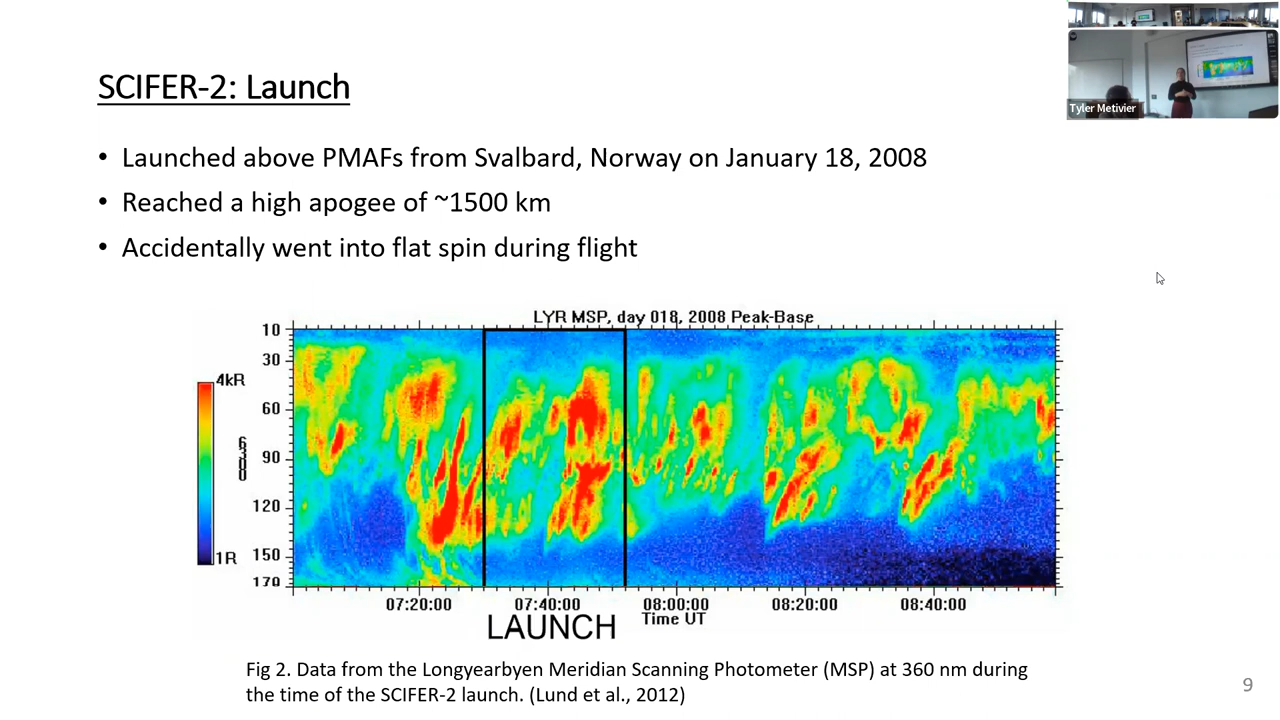 Tyler Metivier
SCIFER-2: Launch
• Launched above PMAFs from Svalbard, Norway on January 18, 2008
• Reached a high apogee of ~1500 km
• Accidentally went into flat spin during flight
LYR MSP, day 018, 2008 Peak-Base
4kR
6300
1R
10
30
60
90
120
150
170
07:20:00 07:40:00 08:00:00 08:20:00 08:40:00
Time UT
LAUNCH
Fig 2. Data from the Longyearbyen Meridian Scanning Photometer (MSP) at 360 nm during
the time of the SCIFER-2 launch. (Lund et al., 2012)
9